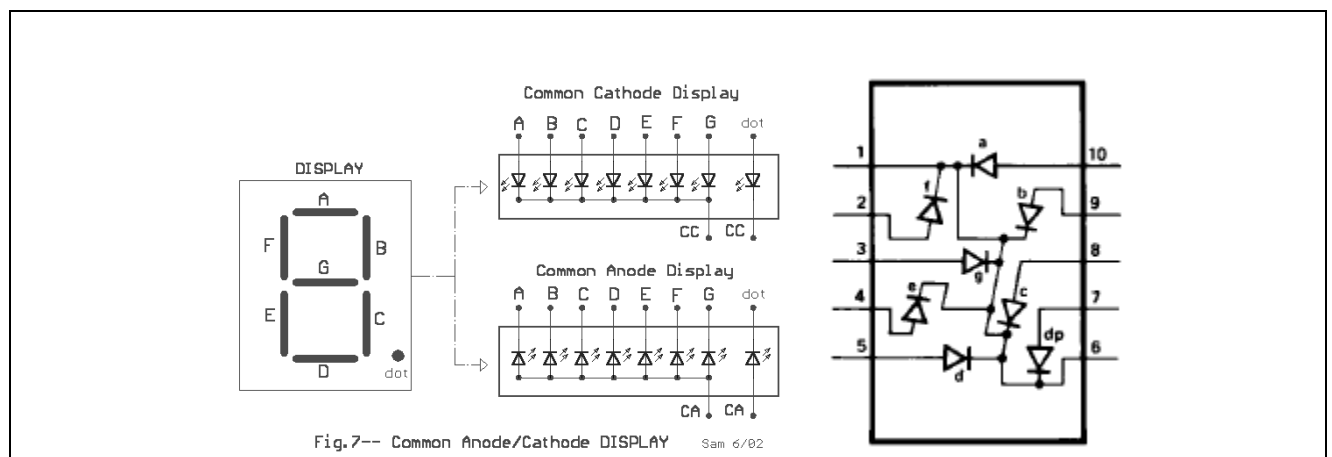 Common Cathode Display
A B C D E F G dot
CC CC
DISPLAY
A
F
B
G
E
C
D
dot
Common Anode Display
A B C D E F G dot
CA CA
Fig.7-- Common Anode/Cathode DISPLAY Sam 6/02
1 a 10
2 f b 9
3 g 8
4 e c 7
5 d dp 6